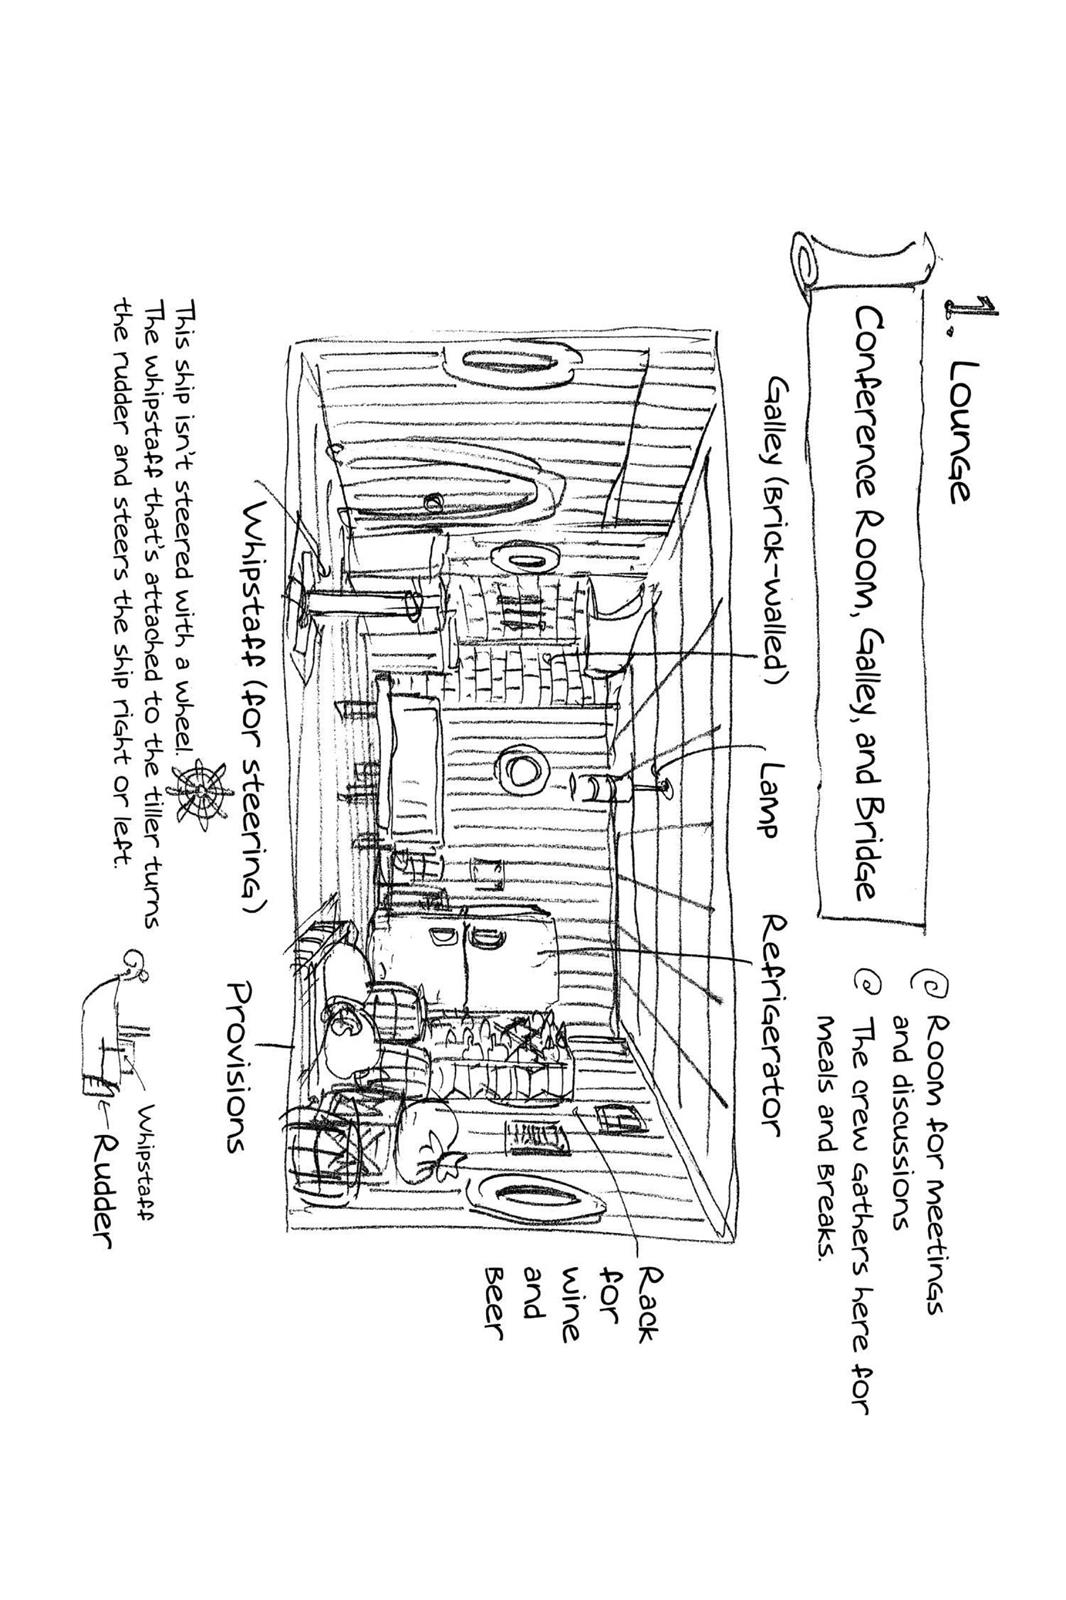 1. Lounge
Conference Room, Galley, and Bridge
@ Room for meetings
and discussions
@ The crew gathers here for
meals and breaks.
Galley (Brick-walled)
Lamp
Refrigerator
Rack
for
wine
and
Beer
Whipstaff (for steering)
Provisions
This ship isn't steered with a wheel.
The whipstaff that's attached to the tiller turns
the rudder and steers the ship right or left.
Whipstaff
Rudder